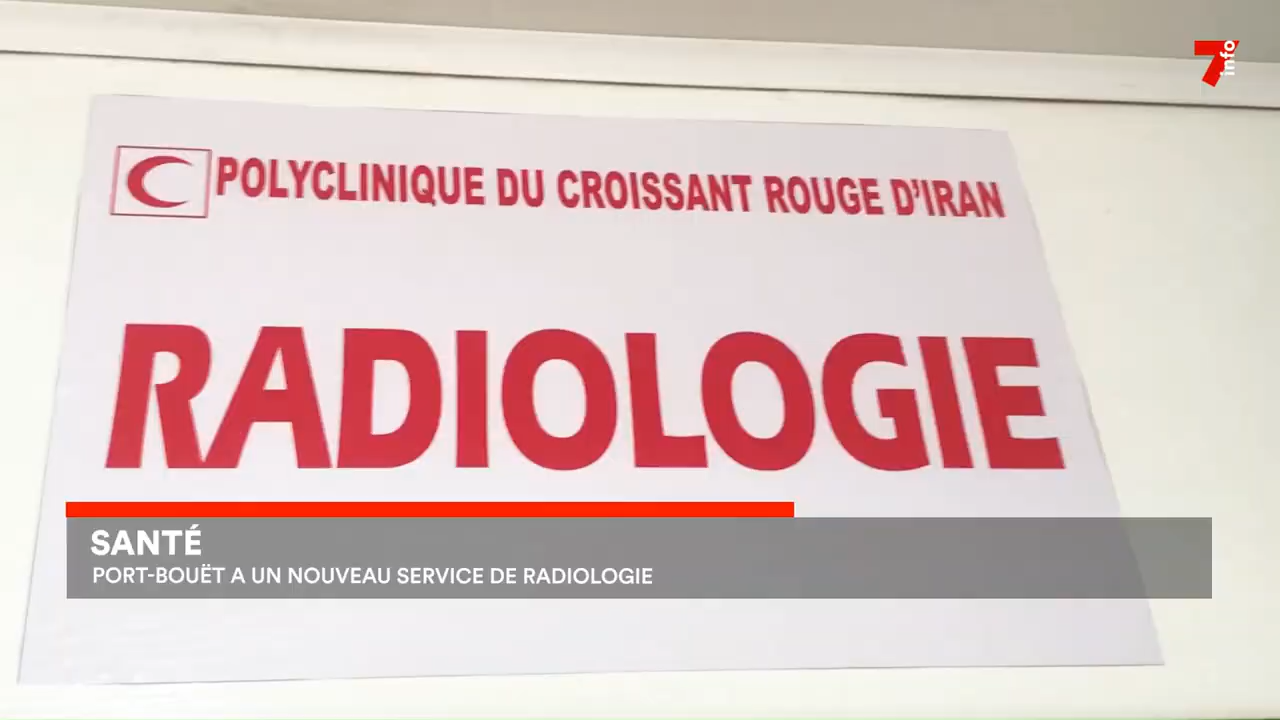 7info
POLYCLINIQUE DU CROISSANT ROUGE D'IRAN
RADIOLOGIE
SANTÉ
PORT-BOUËT A UN NOUVEAU SERVICE DE RADIOLOGIE